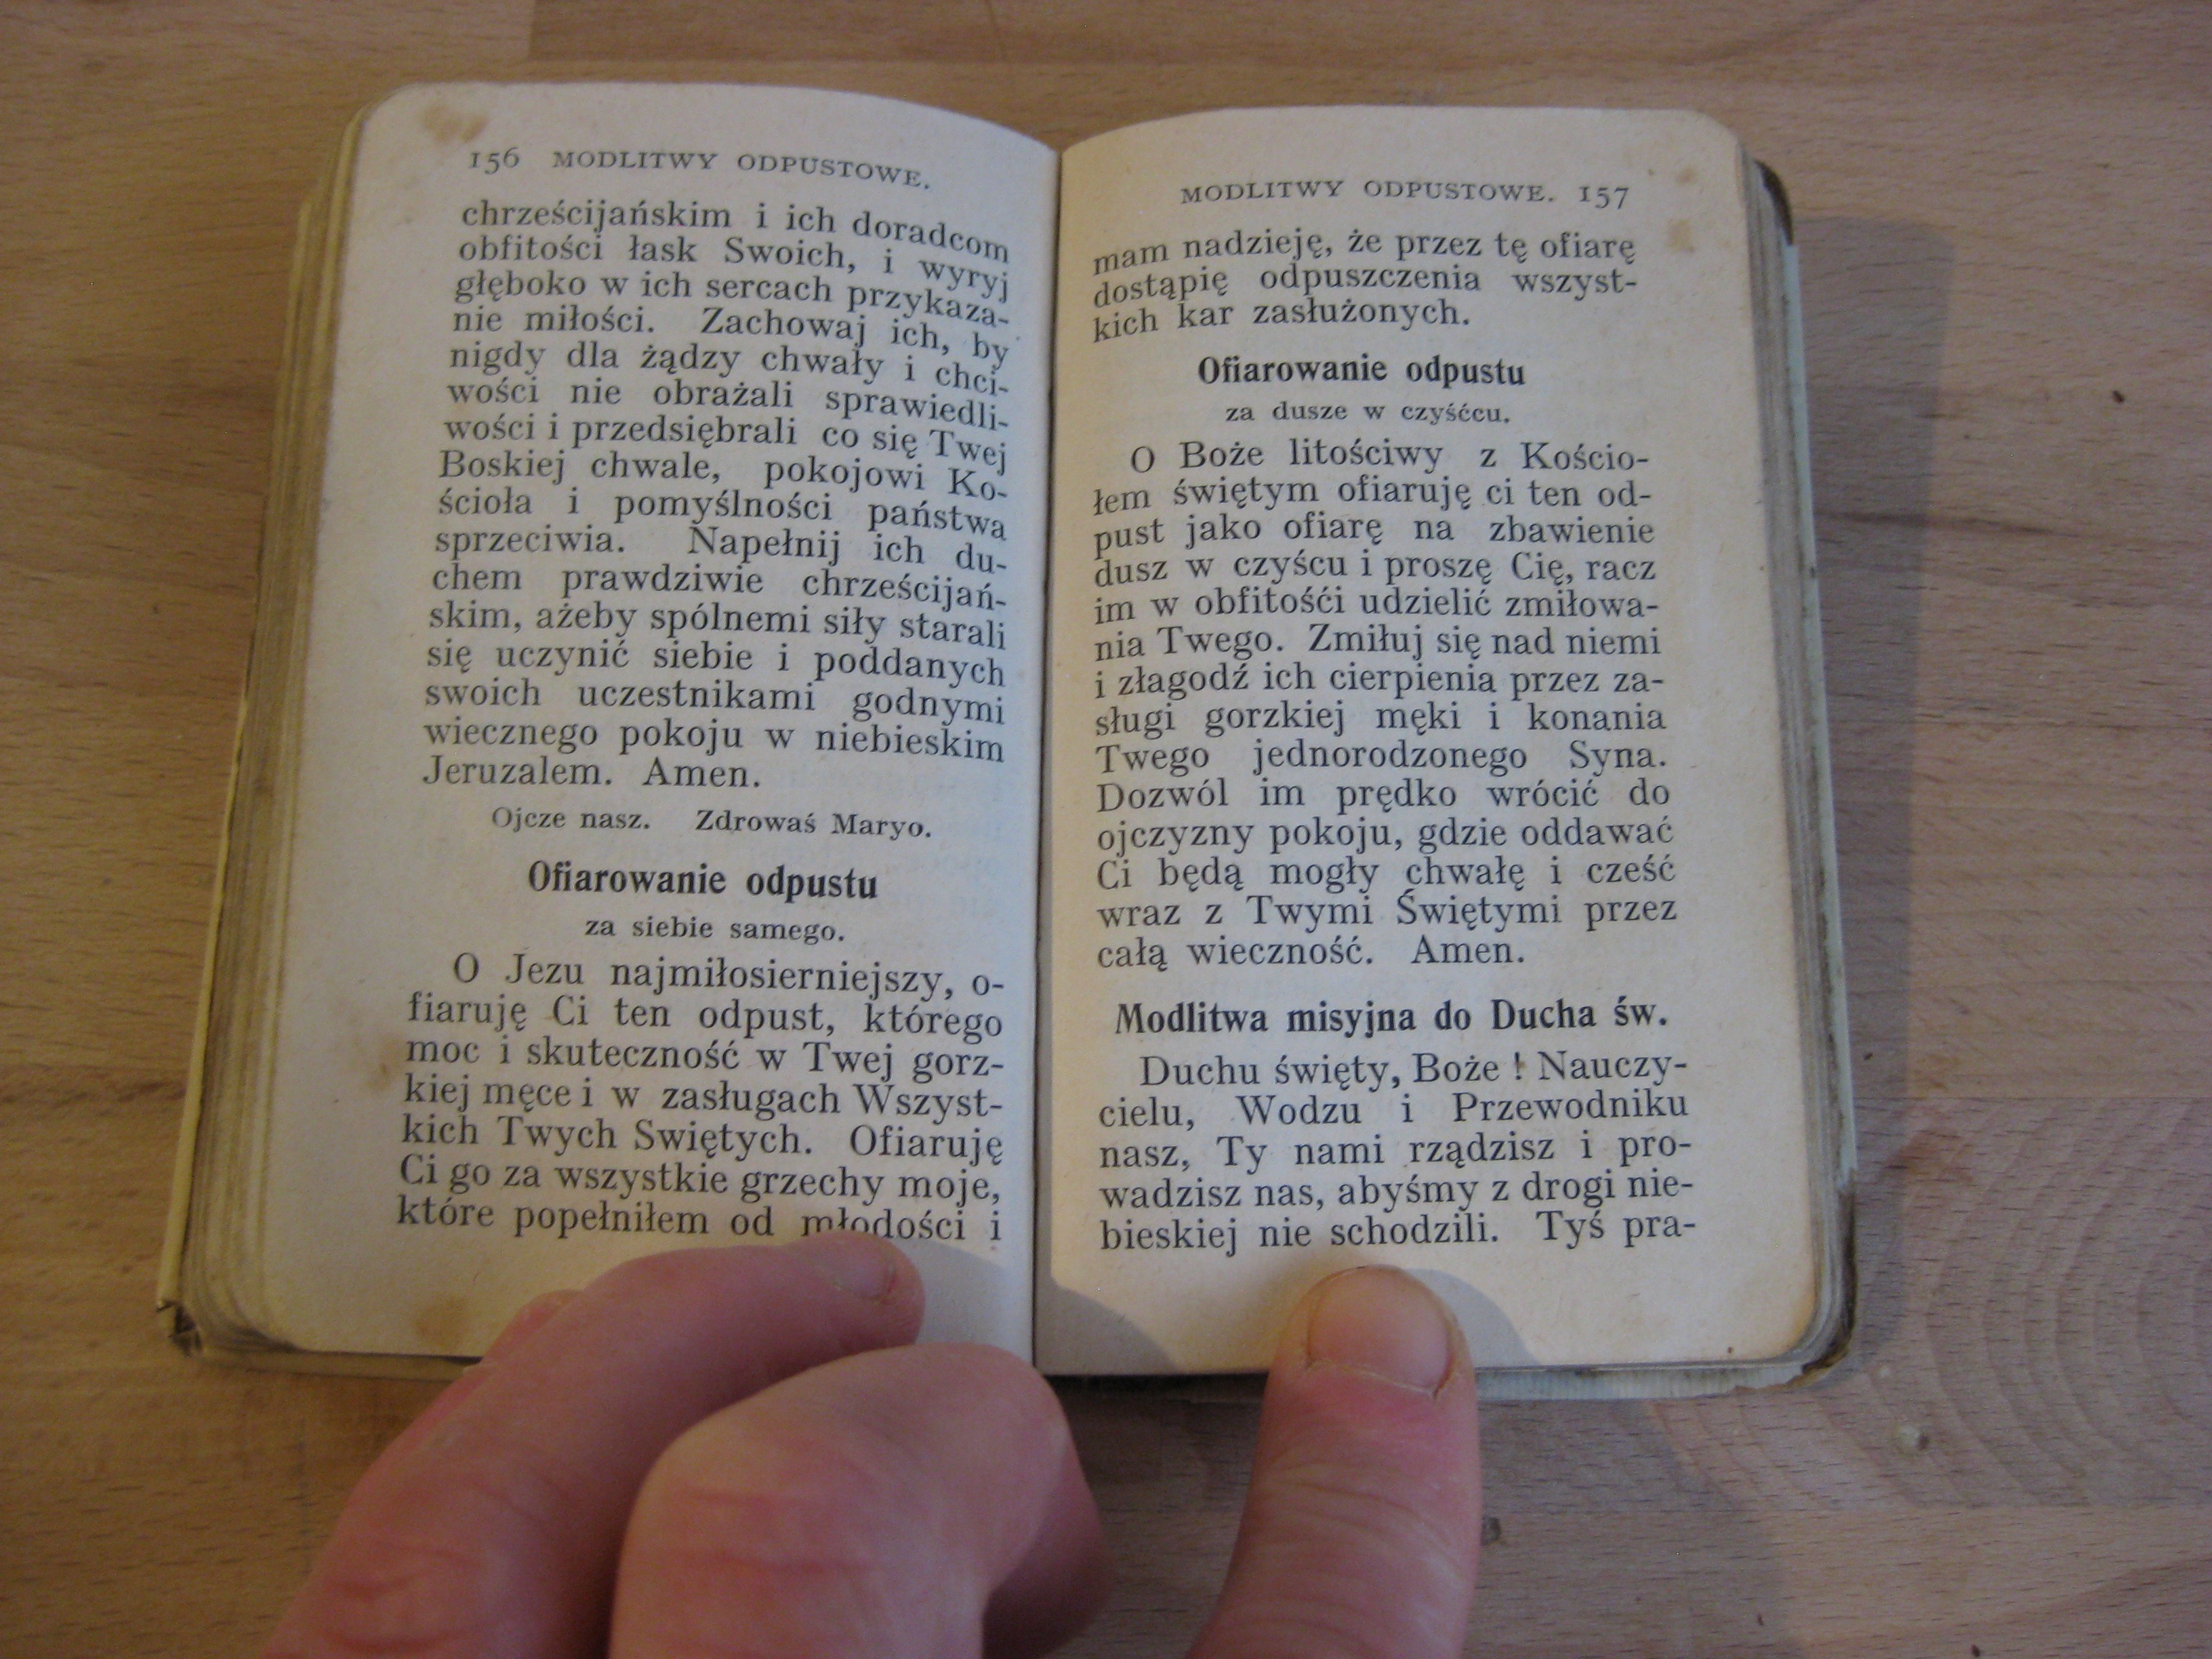 156 MODLITWY ODPUSTOWE.
chrześcijańskim i ich doradcom
obfitości łask Swoich, i wyryj
głęboko w ich sercach przykaza-
nie miłości. Zachowaj ich, by
nigdy dla żądzy chwały i chci-
wości nie obrażali sprawiedli-
wości i przedsiębrali co się Twej
Boskiej chwale, pokojowi Ko-
ścioła i pomyślności państwa
sprzeciwia. Napełnij ich du-
chem prawdziwie chrześcijań-
skim, ażeby spólnemi siły starali
się uczynić siebie i poddanych
swoich uczestnikami godnymi
wiecznego pokoju w niebieskim
Jeruzalem. Amen.
Ojcze nasz. Zdrowaś Maryo.
Ofiarowanie odpustu
za siebie samego.
O Jezu najmiłosierniejszy, o-
fiaruję Ci ten odpust, którego
moc i skuteczność w Twej gorz-
kiej męce i w zasługach Wszyst-
kich Twych Swiętych. Ofiaruję
Ci go za wszystkie grzechy moje,
które popełniłem od młodości i
MODLITWY ODPUSTOWE. 157
mam nadzieję, że przez tę ofiarę
dostąpię odpuszczenia wszyst-
kich kar zasłużonych.
Ofiarowanie odpustu
za dusze w czyśćcu.
O Boże litościwy z Kościo-
łem świętym ofiaruję ci ten od-
pust jako ofiarę na zbawienie
dusz w czyścu i proszę Cię, racz
im w obfitośći udzielić zmiłowa-
nia Twego. Zmiłuj się nad niemi
i złagodź ich cierpienia przez za-
sługi gorzkiej męki i konania
Twego jednorodzonego Syna.
Dozwól im prędko wrócić do
ojczyzny pokoju, gdzie oddawać
Ci będą mogły chwałę i cześć
wraz z Twymi Świętymi przez
całą wieczność. Amen.
Modlitwa misyjna do Ducha św.
Duchu święty, Boże ! Nauczy-
cielu, Wodzu i Przewodniku
nasz, Ty nami rządzisz i pro-
wadzisz nas, abyśmy z drogi nie-
bieskiej nie schodzili. Tyś pra-